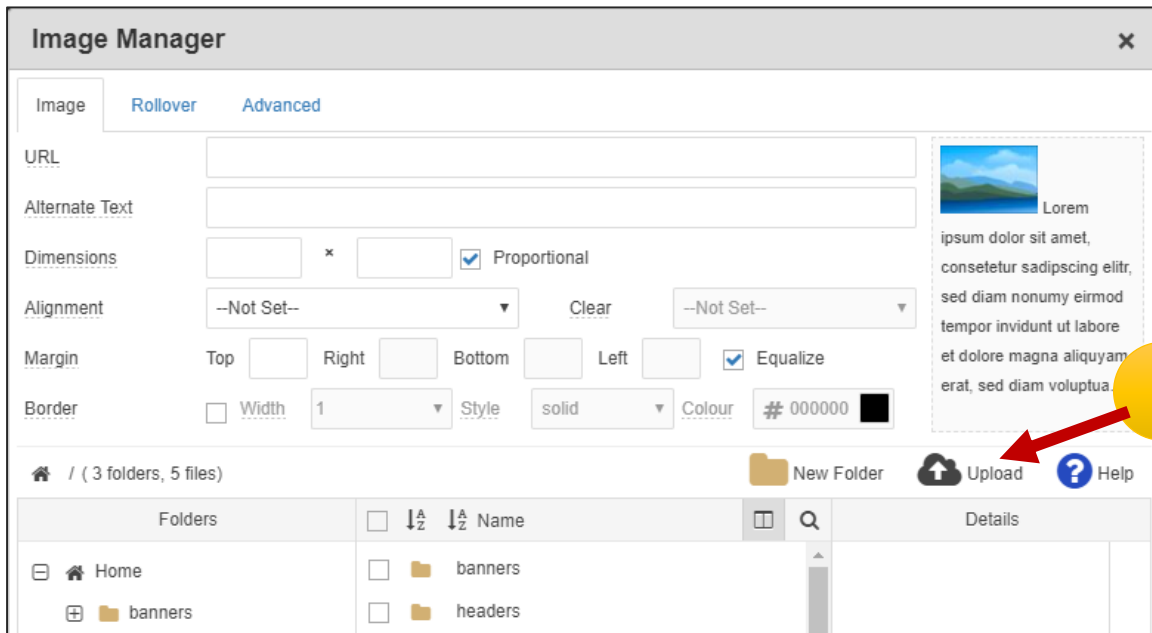 Image Manager ×
Image Rollover Advanced
URL
Alternate Text
Dimensions × Proportional
Alignment --Not Set-- Clear --Not Set--
Margin Top Right Bottom Left Equalize
Border Width 1 Style solid Colour # 000000
Lorem
ipsum dolor sit amet,
consetetur sadipscing elitr,
sed diam nonumy eirmod
tempor invidunt ut labore
et dolore magna aliquyam
erat, sed diam voluptua.
/ ( 3 folders, 5 files) New Folder Upload ? Help
Folders A Z A Z Name Details
Home banners
banners headers